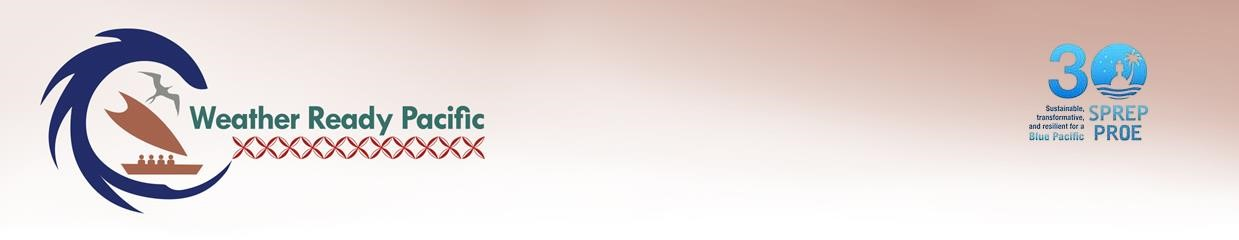 Weather Ready Pacific
30
Sustainable,
transformative,
and resilient for a
Blue Pacific
SPREP
PROE